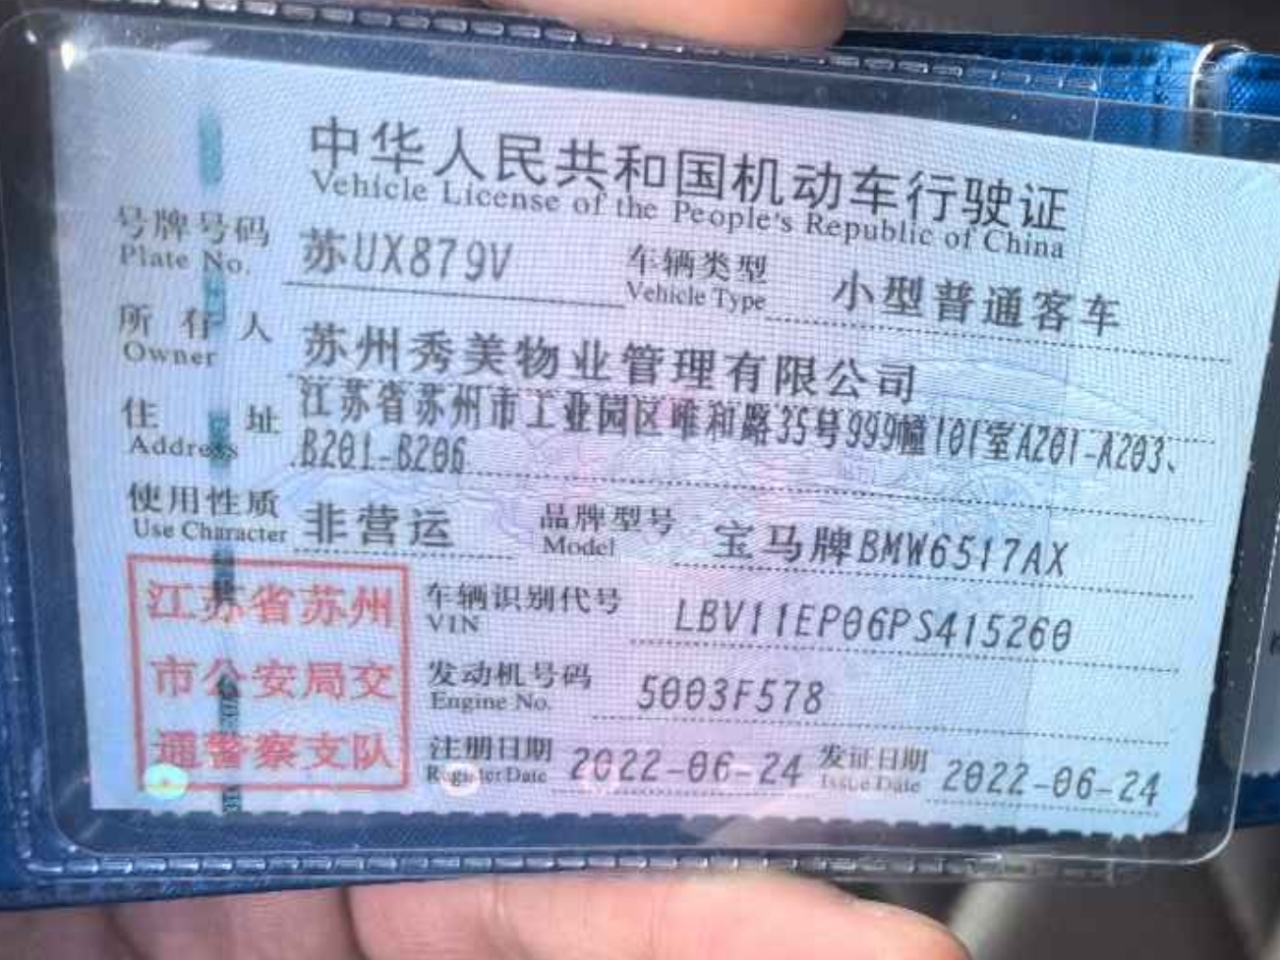 中华人民共和国机动车行驶证
Vehicle License of the People's Republic of China
号牌号码 苏UX879V 车辆类型 小型普通客车
Plate No. Vehicle Type
所有人 苏州秀美物业管理有限公司
Owner
住址 江苏省苏州市工业园区唯和路35号999幢101室A201-A203、
Address B201-B206
使用性质 非营运 品牌型号 宝马牌BMW6517AX
Use Character Model
江苏省苏州
市公安局交
通警察支队
车辆识别代号 LBV11EP06PS415260
VIN
发动机号码 5003F578
Engine No.
注册日期 2022-06-24 发证日期 2022-06-24
Register Date Issue Date